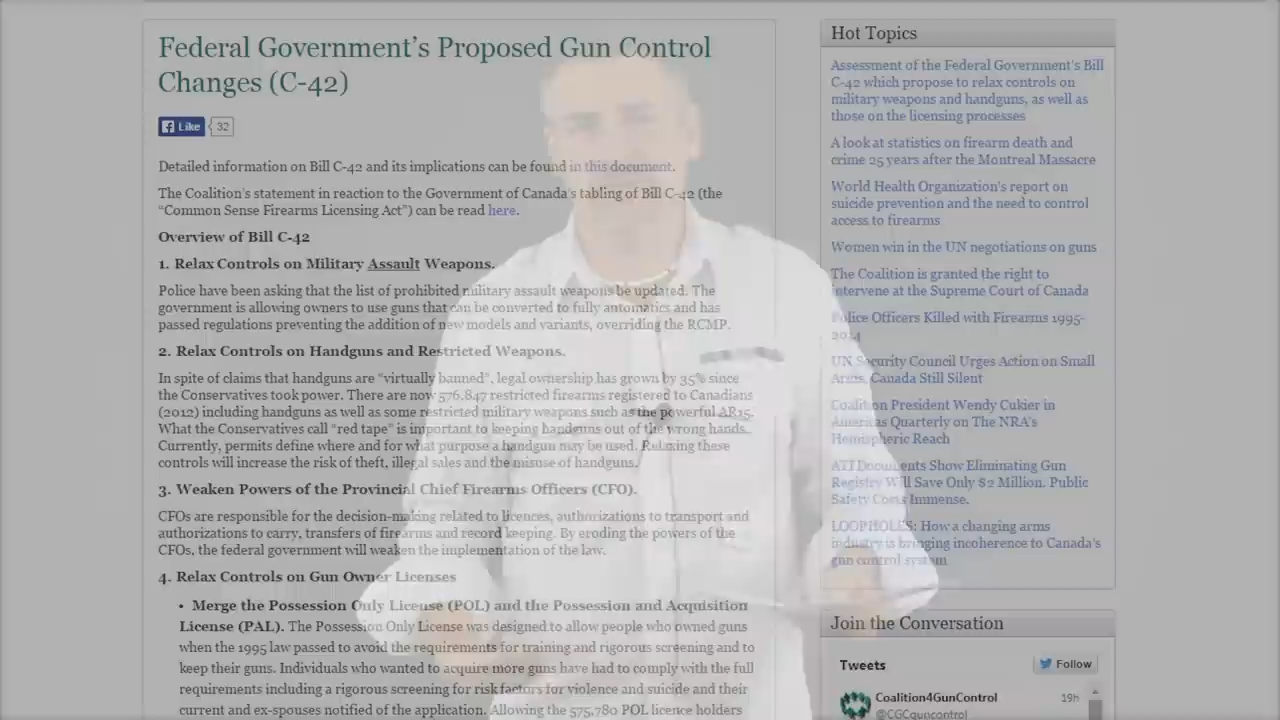 Federal Government's Proposed Gun Control
Changes (C-42)
Like 32
Detailed information on Bill C-42 and its implications can be found in this document.
The Coalition's statement in reaction to the Government of Canada's tabling of Bill C-42 (the
"Common Sense Firearms Licensing Act") can be read here.
Overview of Bill C-42
1. Relax Controls on Military Assault Weapons.
Police have been asking that the list of prohibited military assault weapons be updated. The
government is allowing owners to use guns that can be converted to fully automatics and has
passed regulations preventing the addition of new models and variants, overriding the RCMP.
2. Relax Controls on Handguns and Restricted Weapons.
In spite of claims that handguns are "virtually banned", legal ownership has grown by 35% since
the Conservatives took power. There are now 576,847 restricted firearms registered to Canadians
(2012) including handguns as well as some restricted military weapons such as the powerful AR15.
What the Conservatives call "red tape" is important to keeping handguns out of the wrong hands.
Currently, permits define where and for what purpose a handgun may be used. Relaxing these
controls will increase the risk of theft, illegal sales and the misuse of handguns.
3. Weaken Powers of the Provincial Chief Firearms Officers (CFO).
CFOs are responsible for the decision-making related to licences, authorizations to transport and
authorizations to carry, transfers of firearms and record keeping. By eroding the powers of the
CFOs, the federal government will weaken the implementation of the law.
4. Relax Controls on Gun Owner Licenses
• Merge the Possession Only License (POL) and the Possession and Acquisition
License (PAL). The Possession Only License was designed to allow people who owned guns
when the 1995 law passed to avoid the requirements for training and rigorous screening and to
keep their guns. Individuals who wanted to acquire more guns have had to comply with the full
requirements including a rigorous screening for risk factors for violence and suicide and their
current and ex-spouses notified of the application. Allowing the 575,780 POL licence holders
Hot Topics
Assessment of the Federal Government's Bill
C-42 which propose to relax controls on
military weapons and handguns, as well as
those on the licensing processes
A look at statistics on firearm death and
crime 25 years after the Montreal Massacre
World Health Organization's report on
suicide prevention and the need to control
access to firearms
Women win in the UN negotiations on guns
The Coalition is granted the right to
intervene at the Supreme Court of Canada
Police Officers Killed with Firearms 1995-
2014
UN Security Council Urges Action on Small
Arms, Canada Still Silent
Coalition President Wendy Cukier in
Americas Quarterly on The NRA's
Hemispheric Reach
ATI Documents Show Eliminating Gun
Registry Will Save Only $2 Million. Public
Safety Costs Immense.
LOOPHOLES: How a changing arms
industry is bringing incoherence to Canada's
gun control system
Join the Conversation
Tweets
Follow
Coalition4GunControl 19h
@CGCguncontrol